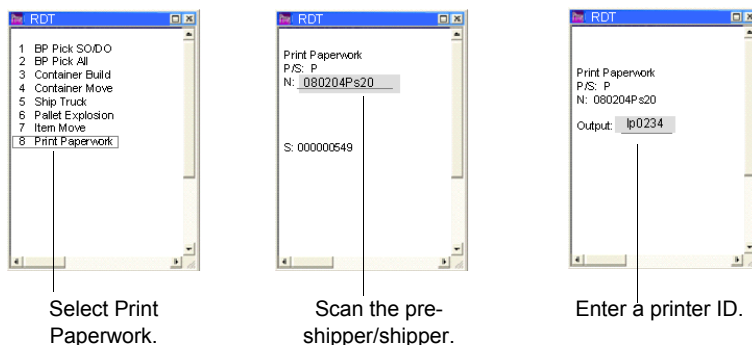 RDT
1 BP Pick SO/DO
2 BP Pick All
3 Container Build
4 Container Move
5 Ship Truck
6 Pallet Explosion
7 Item Move
8 Print Paperwork
Select Print
Paperwork.
RDT
Print Paperwork
P/S: P
N: 080204Ps20
S: 000000549
Scan the pre-
shipper/shipper.
RDT
Print Paperwork
P/S: P
N: 080204Ps20
Output: lp0234
Enter a printer ID.